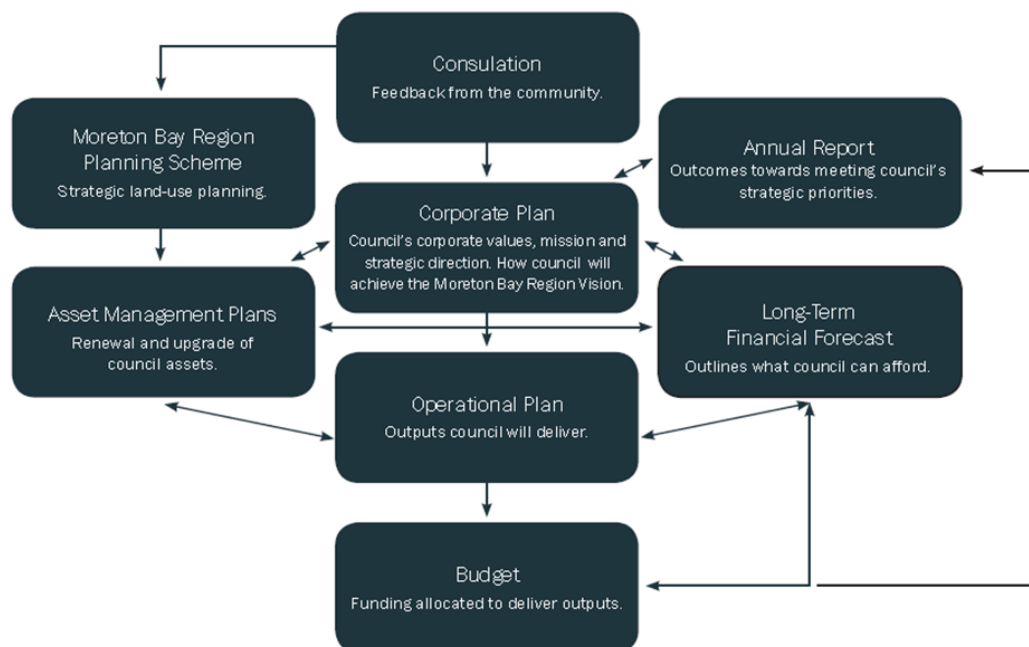 Consulation
Feedback from the community.
Moreton Bay Region
Planning Scheme
Strategic land-use planning.
Annual Report
Outcomes towards meeting council's
strategic priorities.
Corporate Plan
Council's corporate values, mission and
strategic direction. How council will
achieve the Moreton Bay Region Vision.
Asset Management Plans
Renewal and upgrade of
council assets.
Long-Term
Financial Forecast
Outlines what council can afford.
Operational Plan
Outputs council will deliver.
Budget
Funding allocated to deliver outputs.